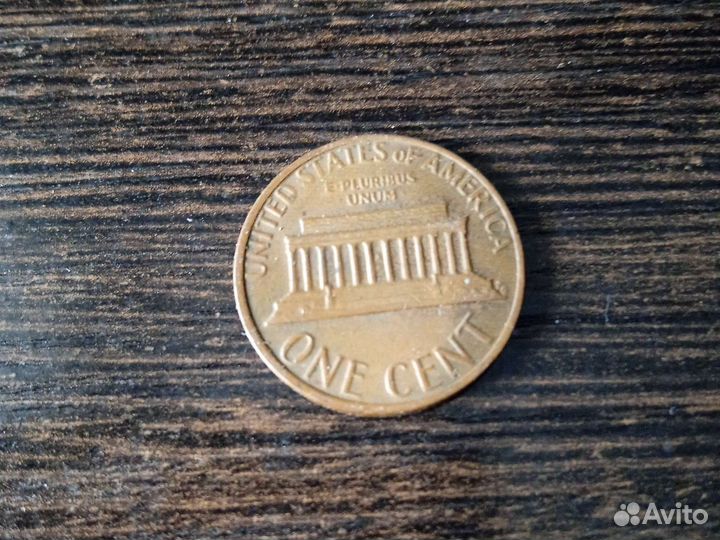 UNITED STATES OF AMERICA
E PLURIBUS
UNUM
ONE CENT
Avito